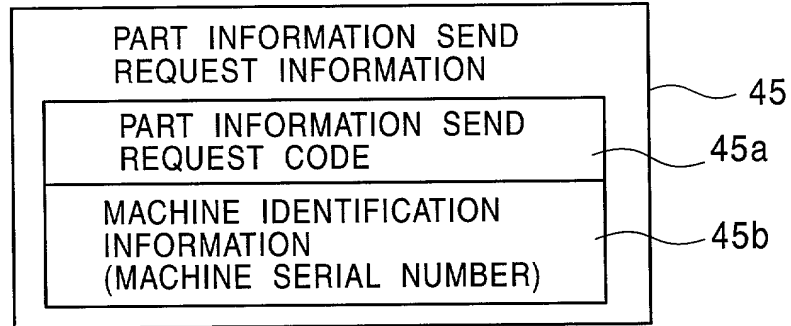 PART INFORMATION SEND
REQUEST INFORMATION
45
PART INFORMATION SEND
REQUEST CODE
45a
MACHINE IDENTIFICATION
INFORMATION
(MACHINE SERIAL NUMBER)
45b